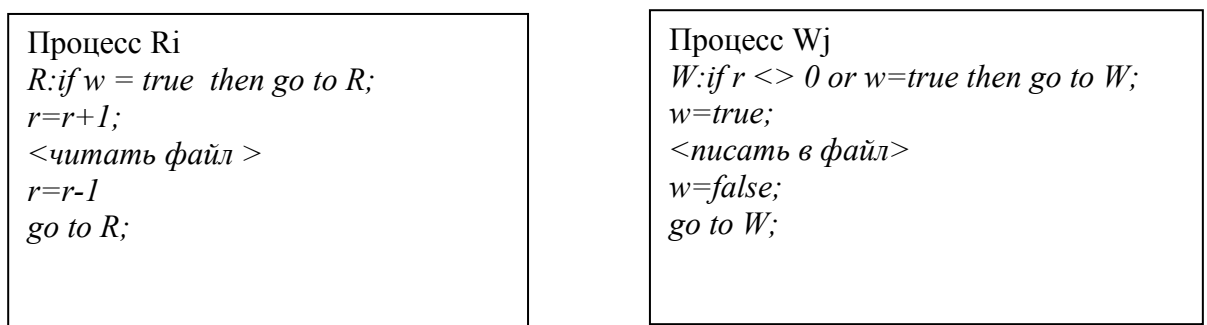 Процесс Ri
R:if w = true then go to R;
r=r+1;
<читать файл >
r=r-1
go to R;
Процесс Wj
W:if r <> 0 or w=true then go to W;
w=true;
<писать в файл>
w=false;
go to W;